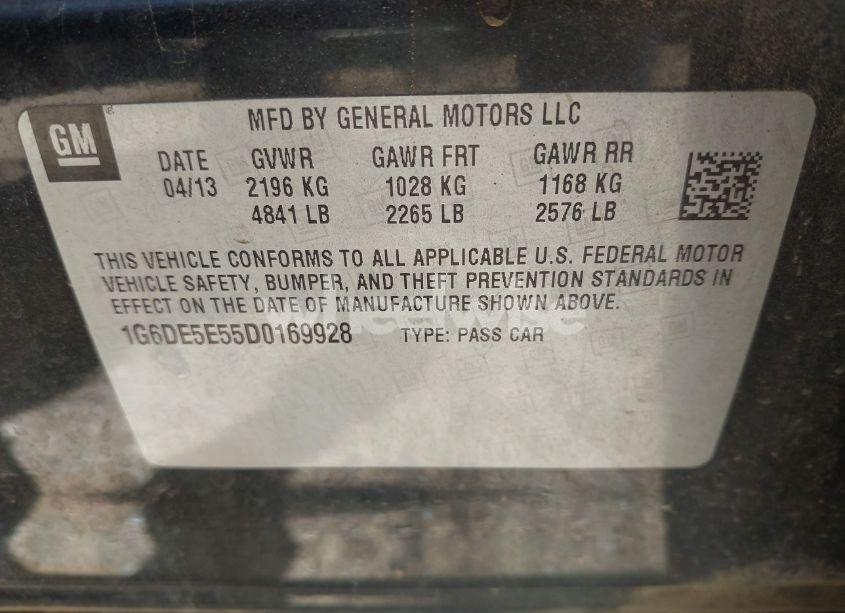 GM
MFD BY GENERAL MOTORS LLC
DATE GVWR GAWR FRT GAWR RR
04/13 2196 KG 1028 KG 1168 KG
4841 LB 2265 LB 2576 LB
THIS VEHICLE CONFORMS TO ALL APPLICABLE U.S. FEDERAL MOTOR
VEHICLE SAFETY, BUMPER, AND THEFT PREVENTION STANDARDS IN
EFFECT ON THE DATE OF MANUFACTURE SHOWN ABOVE.
1G6DE5E55D0169928 TYPE: PASS CAR